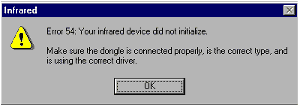 Infrared
Error 54: Your infrared device did not initialize.
Make sure the dongle is connected properly, is the correct type, and
is using the correct driver.
OK